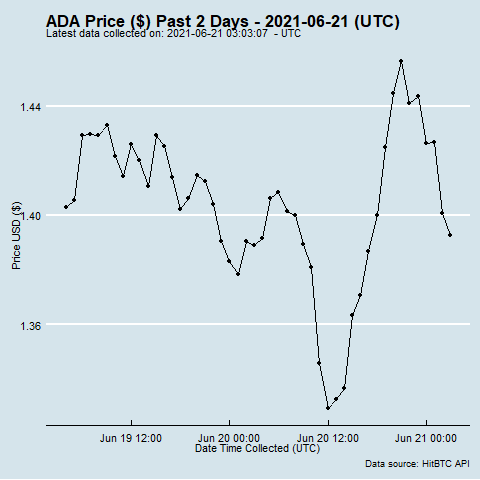 ADA Price ($) Past 2 Days - 2021-06-21 (UTC)
Latest data collected on: 2021-06-21 03:03:07 - UTC
1.44
1.40
1.36
Price USD ($)
Jun 19 12:00
Jun 20 00:00
Jun 20 12:00
Jun 21 00:00
Date Time Collected (UTC)
Data source: HitBTC API